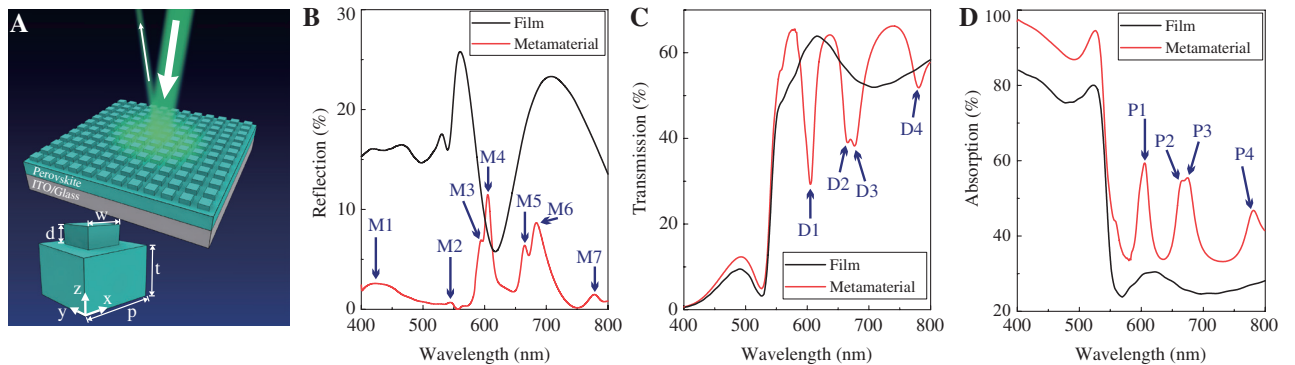 A
Perovskite
ITO/Glass
w
d
t
z
x
y
p
B
30
20
10
0
Reflection (%)
Film
Metamaterial
M1
M2
M3
M4
M5
M6
M7
400 500 600 700 800
Wavelength (nm)
C
60
40
20
0
Transmission (%)
D1
D2
D3
D4
Film
Metamaterial
400 500 600 700 800
Wavelength (nm)
D
100
80
60
40
20
Absorption (%)
Film
Metamaterial
P1
P2
P3
P4
400 500 600 700 800
Wavelength (nm)